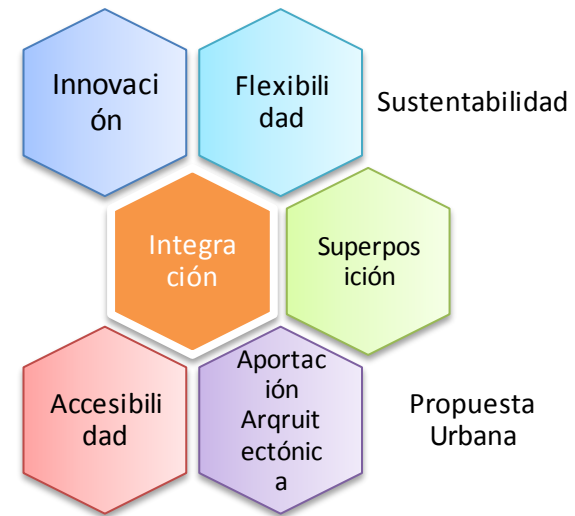 Innovaci
ón
Flexibili
dad
Sustentabilidad
Integra
ción
Superpos
ición
Accesibili
dad
Aportac
ión
Arqruit
ectónic
a
Propuesta
Urbana